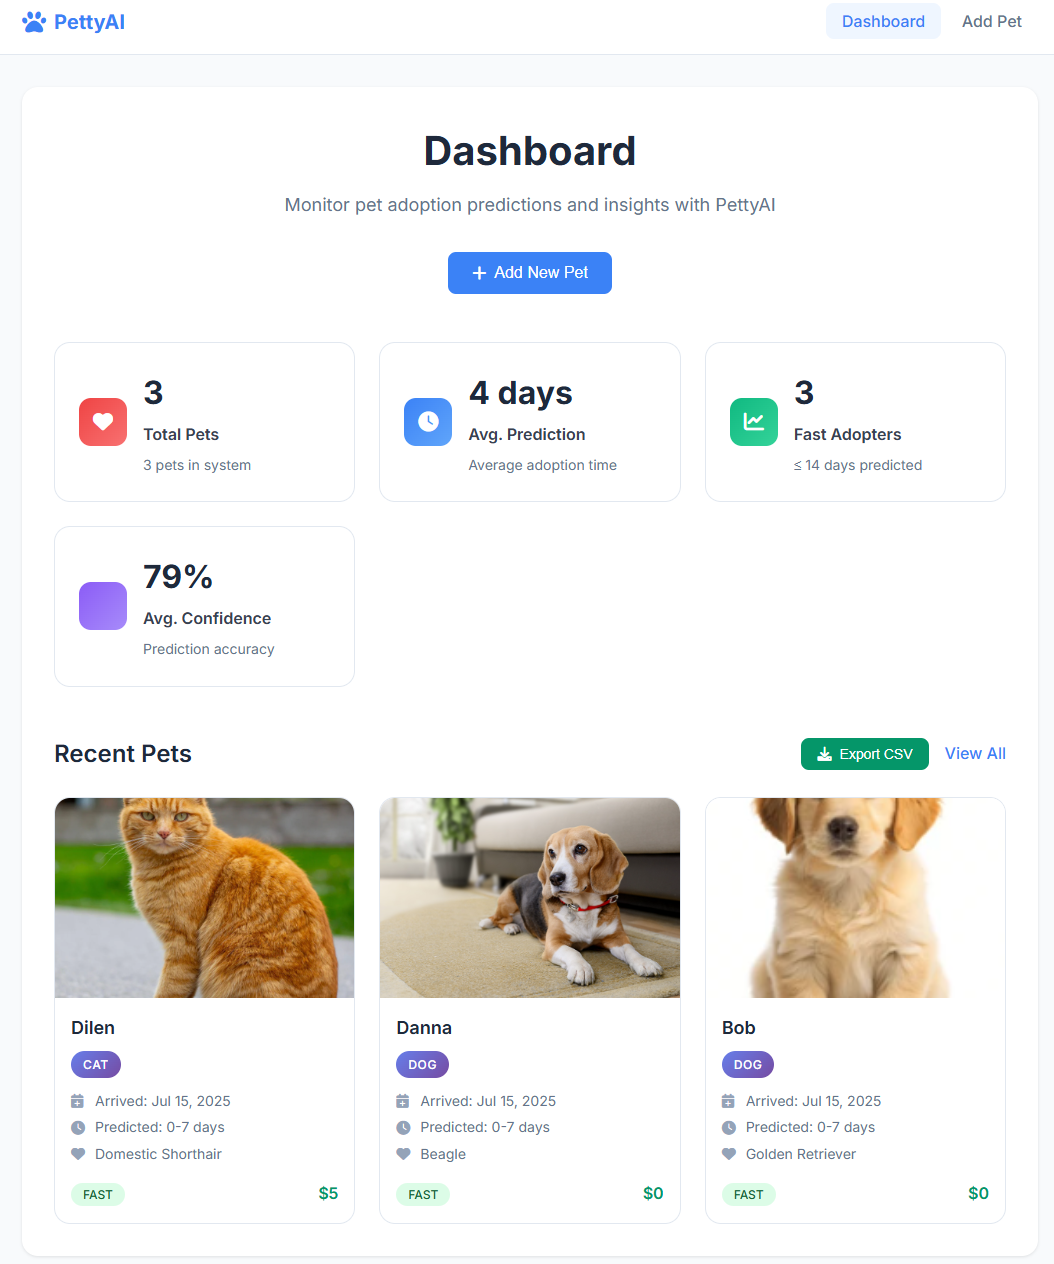 PettyAI
Dashboard
Add Pet
Dashboard
Monitor pet adoption predictions and insights with PettyAI
Add New Pet
3
Total Pets
3 pets in system
4 days
Avg. Prediction
Average adoption time
3
Fast Adopters
≤ 14 days predicted
79%
Avg. Confidence
Prediction accuracy
Recent Pets
Export CSV
View All
Dilen
CAT
Arrived: Jul 15, 2025
Predicted: 0-7 days
Domestic Shorthair
FAST
$5
Danna
DOG
Arrived: Jul 15, 2025
Predicted: 0-7 days
Beagle
FAST
$0
Bob
DOG
Arrived: Jul 15, 2025
Predicted: 0-7 days
Golden Retriever
FAST
$0